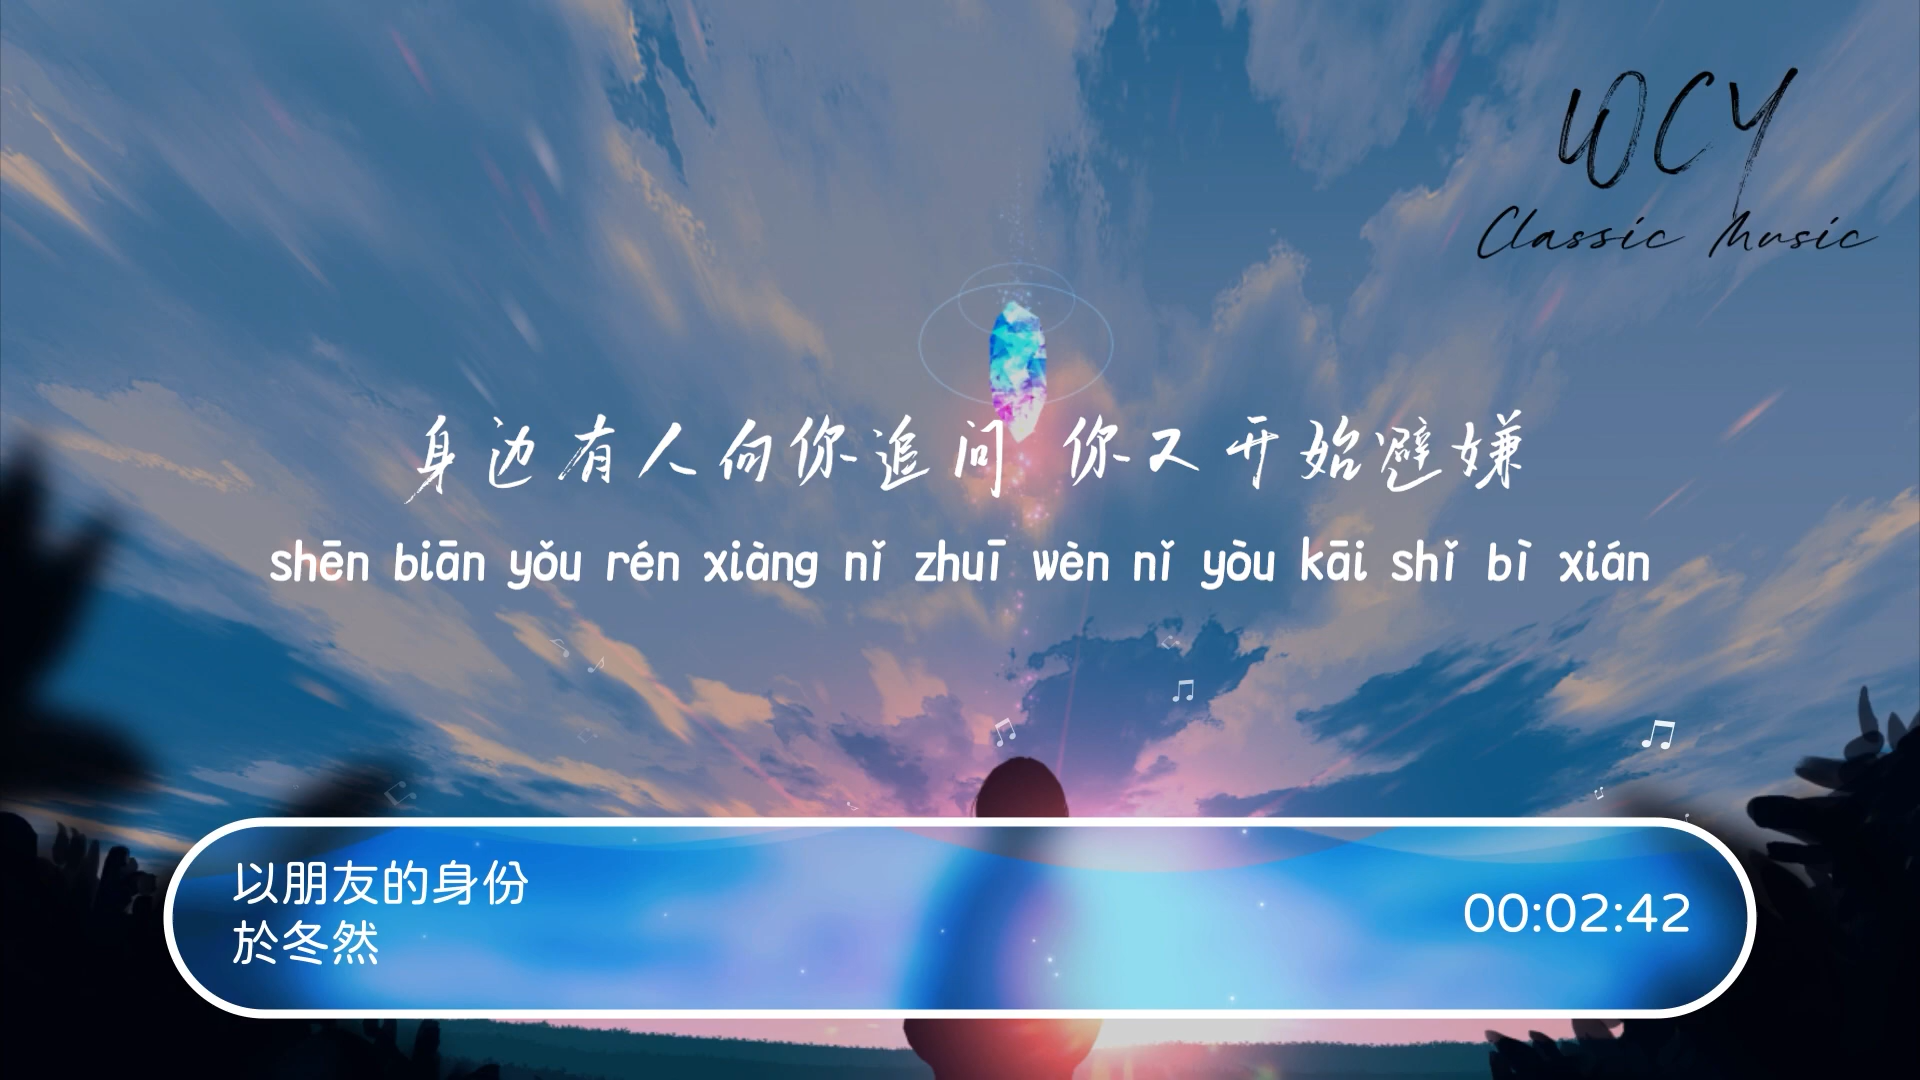 WCY
Classic Music
身边有人向你追问 你又开始避嫌
shēn biān yǒu rén xiàng nǐ zhuī wèn nǐ yòu kāi shǐ bì xián
以朋友的身份
於冬然
00:02:42